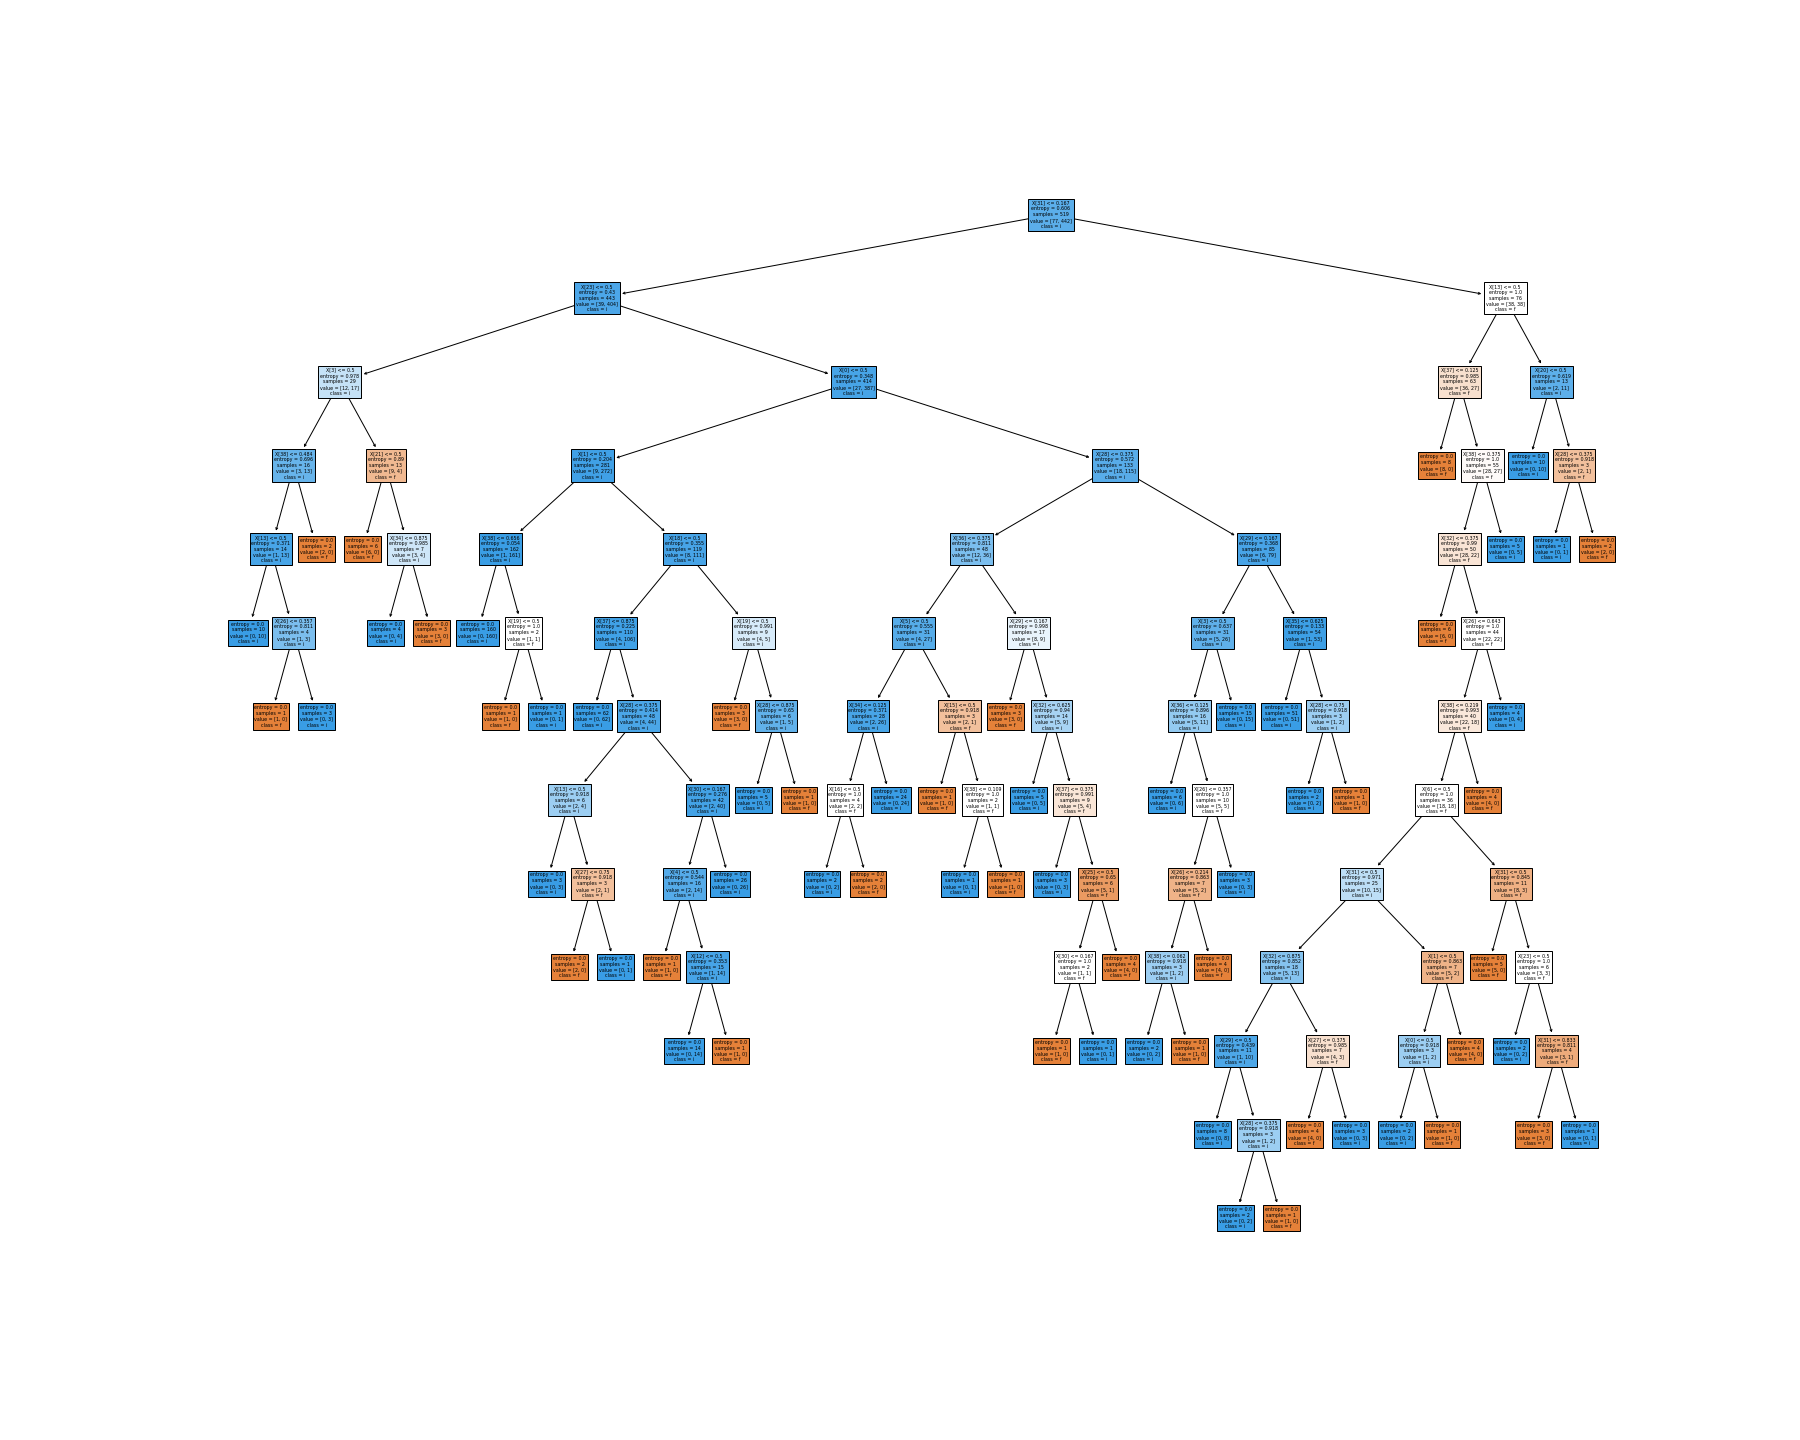 X[31] <= 0.167
entropy = 0.606
samples = 519
value = [77, 442]
class = i
X[23] <= 0.5
entropy = 0.43
samples = 443
value = [39, 404]
class = i
X[13] <= 0.5
entropy = 1.0
samples = 76
value = [38, 38]
class = f
X[3] <= 0.5
entropy = 0.978
samples = 29
value = [12, 17]
class = i
X[0] <= 0.5
entropy = 0.348
samples = 414
value = [27, 387]
class = i
X[37] <= 0.125
entropy = 0.985
samples = 63
value = [36, 27]
class = f
X[20] <= 0.5
entropy = 0.619
samples = 13
value = [2, 11]
class = i
X[38] <= 0.484
entropy = 0.696
samples = 16
value = [3, 13]
class = i
X[21] <= 0.5
entropy = 0.89
samples = 13
value = [9, 4]
class = f
X[1] <= 0.5
entropy = 0.204
samples = 281
value = [9, 272]
class = i
X[28] <= 0.375
entropy = 0.572
samples = 133
value = [18, 115]
class = i
entropy = 0.0
samples = 8
value = [8, 0]
class = f
X[38] <= 0.375
entropy = 1.0
samples = 55
value = [28, 27]
class = f
entropy = 0.0
samples = 10
value = [0, 10]
class = i
X[28] <= 0.375
entropy = 0.918
samples = 3
value = [2, 1]
class = f
X[13] <= 0.5
entropy = 0.371
samples = 14
value = [1, 13]
class = i
entropy = 0.0
samples = 2
value = [2, 0]
class = f
entropy = 0.0
samples = 6
value = [6, 0]
class = f
X[34] <= 0.875
entropy = 0.985
samples = 7
value = [3, 4]
class = i
X[38] <= 0.656
entropy = 0.054
samples = 162
value = [1, 161]
class = i
X[18] <= 0.5
entropy = 0.355
samples = 119
value = [8, 111]
class = i
X[36] <= 0.375
entropy = 0.811
samples = 48
value = [12, 36]
class = i
X[29] <= 0.167
entropy = 0.368
samples = 85
value = [6, 79]
class = i
X[32] <= 0.375
entropy = 0.99
samples = 50
value = [28, 22]
class = f
entropy = 0.0
samples = 5
value = [0, 5]
class = i
entropy = 0.0
samples = 1
value = [0, 1]
class = i
entropy = 0.0
samples = 2
value = [2, 0]
class = f
entropy = 0.0
samples = 10
value = [0, 10]
class = i
X[26] <= 0.357
entropy = 0.811
samples = 4
value = [1, 3]
class = i
entropy = 0.0
samples = 4
value = [0, 4]
class = i
entropy = 0.0
samples = 3
value = [3, 0]
class = f
entropy = 0.0
samples = 160
value = [0, 160]
class = i
X[19] <= 0.5
entropy = 1.0
samples = 2
value = [1, 1]
class = f
X[37] <= 0.875
entropy = 0.225
samples = 110
value = [4, 106]
class = i
X[19] <= 0.5
entropy = 0.991
samples = 9
value = [4, 5]
class = i
X[5] <= 0.5
entropy = 0.555
samples = 31
value = [4, 27]
class = i
X[29] <= 0.167
entropy = 0.998
samples = 17
value = [8, 9]
class = i
X[3] <= 0.5
entropy = 0.637
samples = 31
value = [5, 26]
class = i
X[35] <= 0.625
entropy = 0.133
samples = 54
value = [1, 53]
class = i
entropy = 0.0
samples = 6
value = [6, 0]
class = f
X[26] <= 0.643
entropy = 1.0
samples = 44
value = [22, 22]
class = f
entropy = 0.0
samples = 1
value = [1, 0]
class = f
entropy = 0.0
samples = 3
value = [0, 3]
class = i
entropy = 0.0
samples = 1
value = [1, 0]
class = f
entropy = 0.0
samples = 1
value = [0, 1]
class = i
entropy = 0.0
samples = 62
value = [0, 62]
class = i
X[28] <= 0.375
entropy = 0.414
samples = 48
value = [4, 44]
class = i
entropy = 0.0
samples = 3
value = [3, 0]
class = f
X[28] <= 0.875
entropy = 0.65
samples = 6
value = [1, 5]
class = i
X[34] <= 0.125
entropy = 0.371
samples = 28
value = [2, 26]
class = i
X[15] <= 0.5
entropy = 0.918
samples = 3
value = [2, 1]
class = f
entropy = 0.0
samples = 3
value = [3, 0]
class = f
X[32] <= 0.625
entropy = 0.94
samples = 14
value = [5, 9]
class = i
X[36] <= 0.125
entropy = 0.896
samples = 16
value = [5, 11]
class = i
entropy = 0.0
samples = 15
value = [0, 15]
class = i
entropy = 0.0
samples = 51
value = [0, 51]
class = i
X[28] <= 0.75
entropy = 0.918
samples = 3
value = [1, 2]
class = i
X[38] <= 0.219
entropy = 0.993
samples = 40
value = [22, 18]
class = f
entropy = 0.0
samples = 4
value = [0, 4]
class = i
X[13] <= 0.5
entropy = 0.918
samples = 6
value = [2, 4]
class = i
X[30] <= 0.167
entropy = 0.276
samples = 42
value = [2, 40]
class = i
entropy = 0.0
samples = 5
value = [0, 5]
class = i
entropy = 0.0
samples = 1
value = [1, 0]
class = f
X[16] <= 0.5
entropy = 1.0
samples = 4
value = [2, 2]
class = f
entropy = 0.0
samples = 24
value = [0, 24]
class = i
entropy = 0.0
samples = 1
value = [1, 0]
class = f
X[38] <= 0.109
entropy = 1.0
samples = 2
value = [1, 1]
class = f
entropy = 0.0
samples = 5
value = [0, 5]
class = i
X[37] <= 0.375
entropy = 0.991
samples = 9
value = [5, 4]
class = f
entropy = 0.0
samples = 6
value = [0, 6]
class = i
X[26] <= 0.357
entropy = 1.0
samples = 10
value = [5, 5]
class = f
entropy = 0.0
samples = 2
value = [0, 2]
class = i
entropy = 0.0
samples = 1
value = [1, 0]
class = f
X[6] <= 0.5
entropy = 1.0
samples = 36
value = [18, 18]
class = f
entropy = 0.0
samples = 4
value = [4, 0]
class = f
entropy = 0.0
samples = 3
value = [0, 3]
class = i
X[27] <= 0.75
entropy = 0.918
samples = 3
value = [2, 1]
class = f
X[4] <= 0.5
entropy = 0.544
samples = 16
value = [2, 14]
class = i
entropy = 0.0
samples = 26
value = [0, 26]
class = i
entropy = 0.0
samples = 2
value = [0, 2]
class = i
entropy = 0.0
samples = 2
value = [2, 0]
class = f
entropy = 0.0
samples = 1
value = [0, 1]
class = i
entropy = 0.0
samples = 1
value = [1, 0]
class = f
entropy = 0.0
samples = 3
value = [0, 3]
class = i
X[25] <= 0.5
entropy = 0.65
samples = 6
value = [5, 1]
class = f
X[26] <= 0.214
entropy = 0.863
samples = 7
value = [5, 2]
class = f
entropy = 0.0
samples = 3
value = [0, 3]
class = i
X[31] <= 0.5
entropy = 0.971
samples = 25
value = [10, 15]
class = i
X[31] <= 0.5
entropy = 0.845
samples = 11
value = [8, 3]
class = f
entropy = 0.0
samples = 2
value = [2, 0]
class = f
entropy = 0.0
samples = 1
value = [0, 1]
class = i
entropy = 0.0
samples = 1
value = [1, 0]
class = f
X[12] <= 0.5
entropy = 0.353
samples = 15
value = [1, 14]
class = i
X[30] <= 0.167
entropy = 1.0
samples = 2
value = [1, 1]
class = f
entropy = 0.0
samples = 4
value = [4, 0]
class = f
X[38] <= 0.062
entropy = 0.918
samples = 3
value = [1, 2]
class = i
entropy = 0.0
samples = 4
value = [4, 0]
class = f
X[32] <= 0.875
entropy = 0.852
samples = 18
value = [5, 13]
class = i
X[1] <= 0.5
entropy = 0.863
samples = 7
value = [5, 2]
class = f
entropy = 0.0
samples = 5
value = [5, 0]
class = f
X[23] <= 0.5
entropy = 1.0
samples = 6
value = [3, 3]
class = f
entropy = 0.0
samples = 14
value = [0, 14]
class = i
entropy = 0.0
samples = 1
value = [1, 0]
class = f
entropy = 0.0
samples = 1
value = [1, 0]
class = f
entropy = 0.0
samples = 1
value = [0, 1]
class = i
entropy = 0.0
samples = 2
value = [0, 2]
class = i
entropy = 0.0
samples = 1
value = [1, 0]
class = f
X[29] <= 0.5
entropy = 0.439
samples = 11
value = [1, 10]
class = i
X[27] <= 0.375
entropy = 0.985
samples = 7
value = [4, 3]
class = f
X[0] <= 0.5
entropy = 0.918
samples = 3
value = [1, 2]
class = i
entropy = 0.0
samples = 4
value = [4, 0]
class = f
entropy = 0.0
samples = 2
value = [0, 2]
class = i
X[31] <= 0.833
entropy = 0.811
samples = 4
value = [3, 1]
class = f
entropy = 0.0
samples = 8
value = [0, 8]
class = i
X[28] <= 0.375
entropy = 0.918
samples = 3
value = [1, 2]
class = i
entropy = 0.0
samples = 4
value = [4, 0]
class = f
entropy = 0.0
samples = 3
value = [0, 3]
class = i
entropy = 0.0
samples = 2
value = [0, 2]
class = i
entropy = 0.0
samples = 1
value = [1, 0]
class = f
entropy = 0.0
samples = 3
value = [3, 0]
class = f
entropy = 0.0
samples = 1
value = [0, 1]
class = i
entropy = 0.0
samples = 2
value = [0, 2]
class = i
entropy = 0.0
samples = 1
value = [1, 0]
class = f